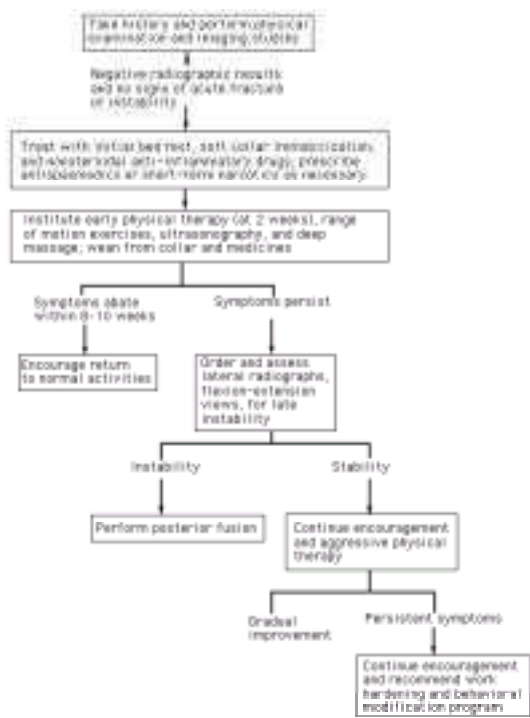 Take history and perform physical
examination and imaging studies
Negative radiographic results
and no signs of acute fracture
or instability
Treat with initial bed rest, soft collar immobilization,
and nonsteroidal anti-inflammatory drugs; prescribe
antispasmodics or short-term narcotics as necessary
Institute early physical therapy (at 2 weeks), range
of motion exercises, ultrasonography, and deep
massage; wean from collar and medicines
Symptoms abate
within 8-10 weeks
Symptoms persist
Encourage return
to normal activities
Order and assess
lateral radiographs,
flexion-extension
views, for late
instability
Instability
Stability
Perform posterior fusion
Continue encouragement
and aggressive physical
therapy
Gradual
improvement
Persistent symptoms
Continue encouragement
and recommend work
hardening and behavioral
modification program